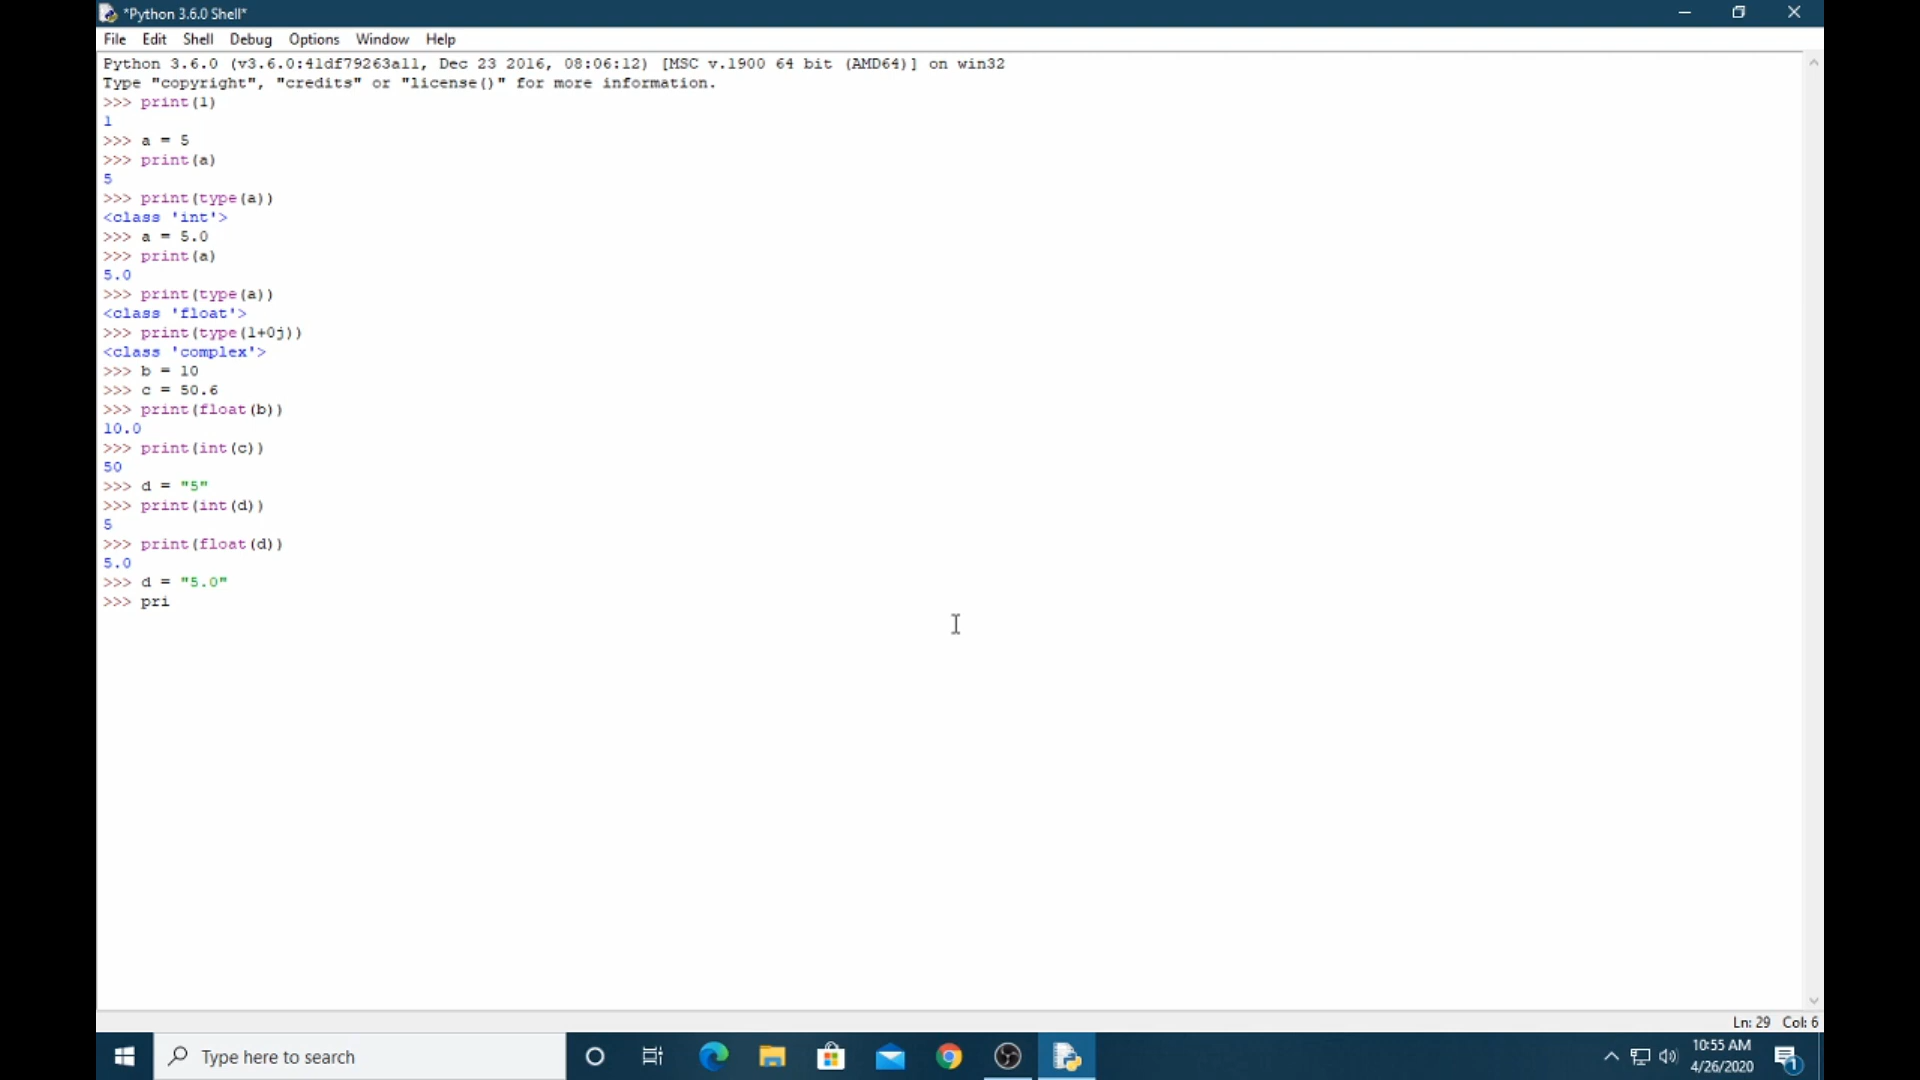 *Python 3.6.0 Shell*
File Edit Shell Debug Options Window Help
Python 3.6.0 (v3.6.0:41df79263a11, Dec 23 2016, 08:06:12) [MSC v.1900 64 bit (AMD64)] on win32
Type "copyright", "credits" or "license()" for more information.
>>> print(1)
1
>>> a = 5
>>> print(a)
5
>>> print(type(a))
<class 'int'>
>>> a = 5.0
>>> print(a)
5.0
>>> print(type(a))
<class 'float'>
>>> print(type(1+0j))
<class 'complex'>
>>> b = 10
>>> c = 50.6
>>> print(float(b))
10.0
>>> print(int(c))
50
>>> d = "5"
>>> print(int(d))
5
>>> print(float(d))
5.0
>>> d = "5.0"
>>> pri
Ln: 29 Col: 6
Type here to search
10:55 AM
4/26/2020
1